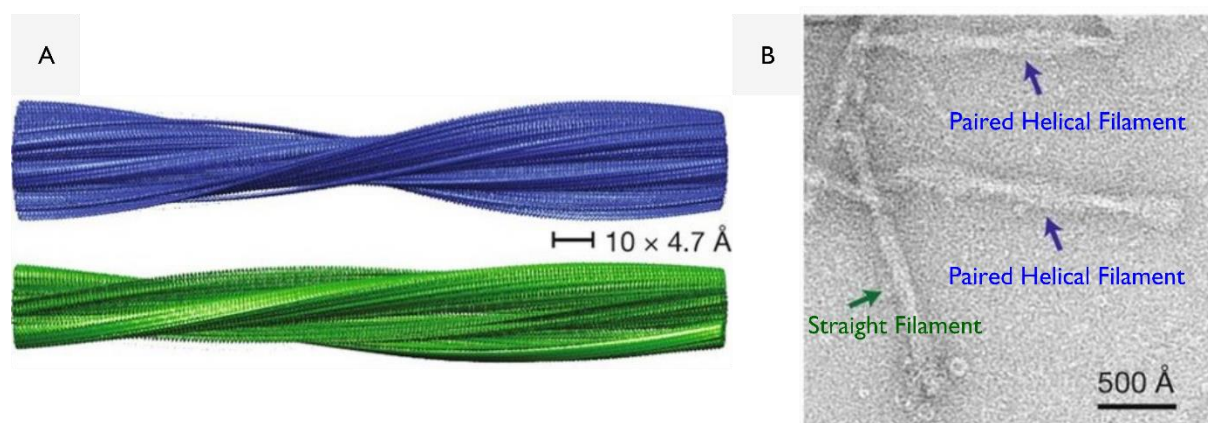 A
B
Paired Helical Filament
10 × 4.7 Å
Paired Helical Filament
Straight Filament
500 Å